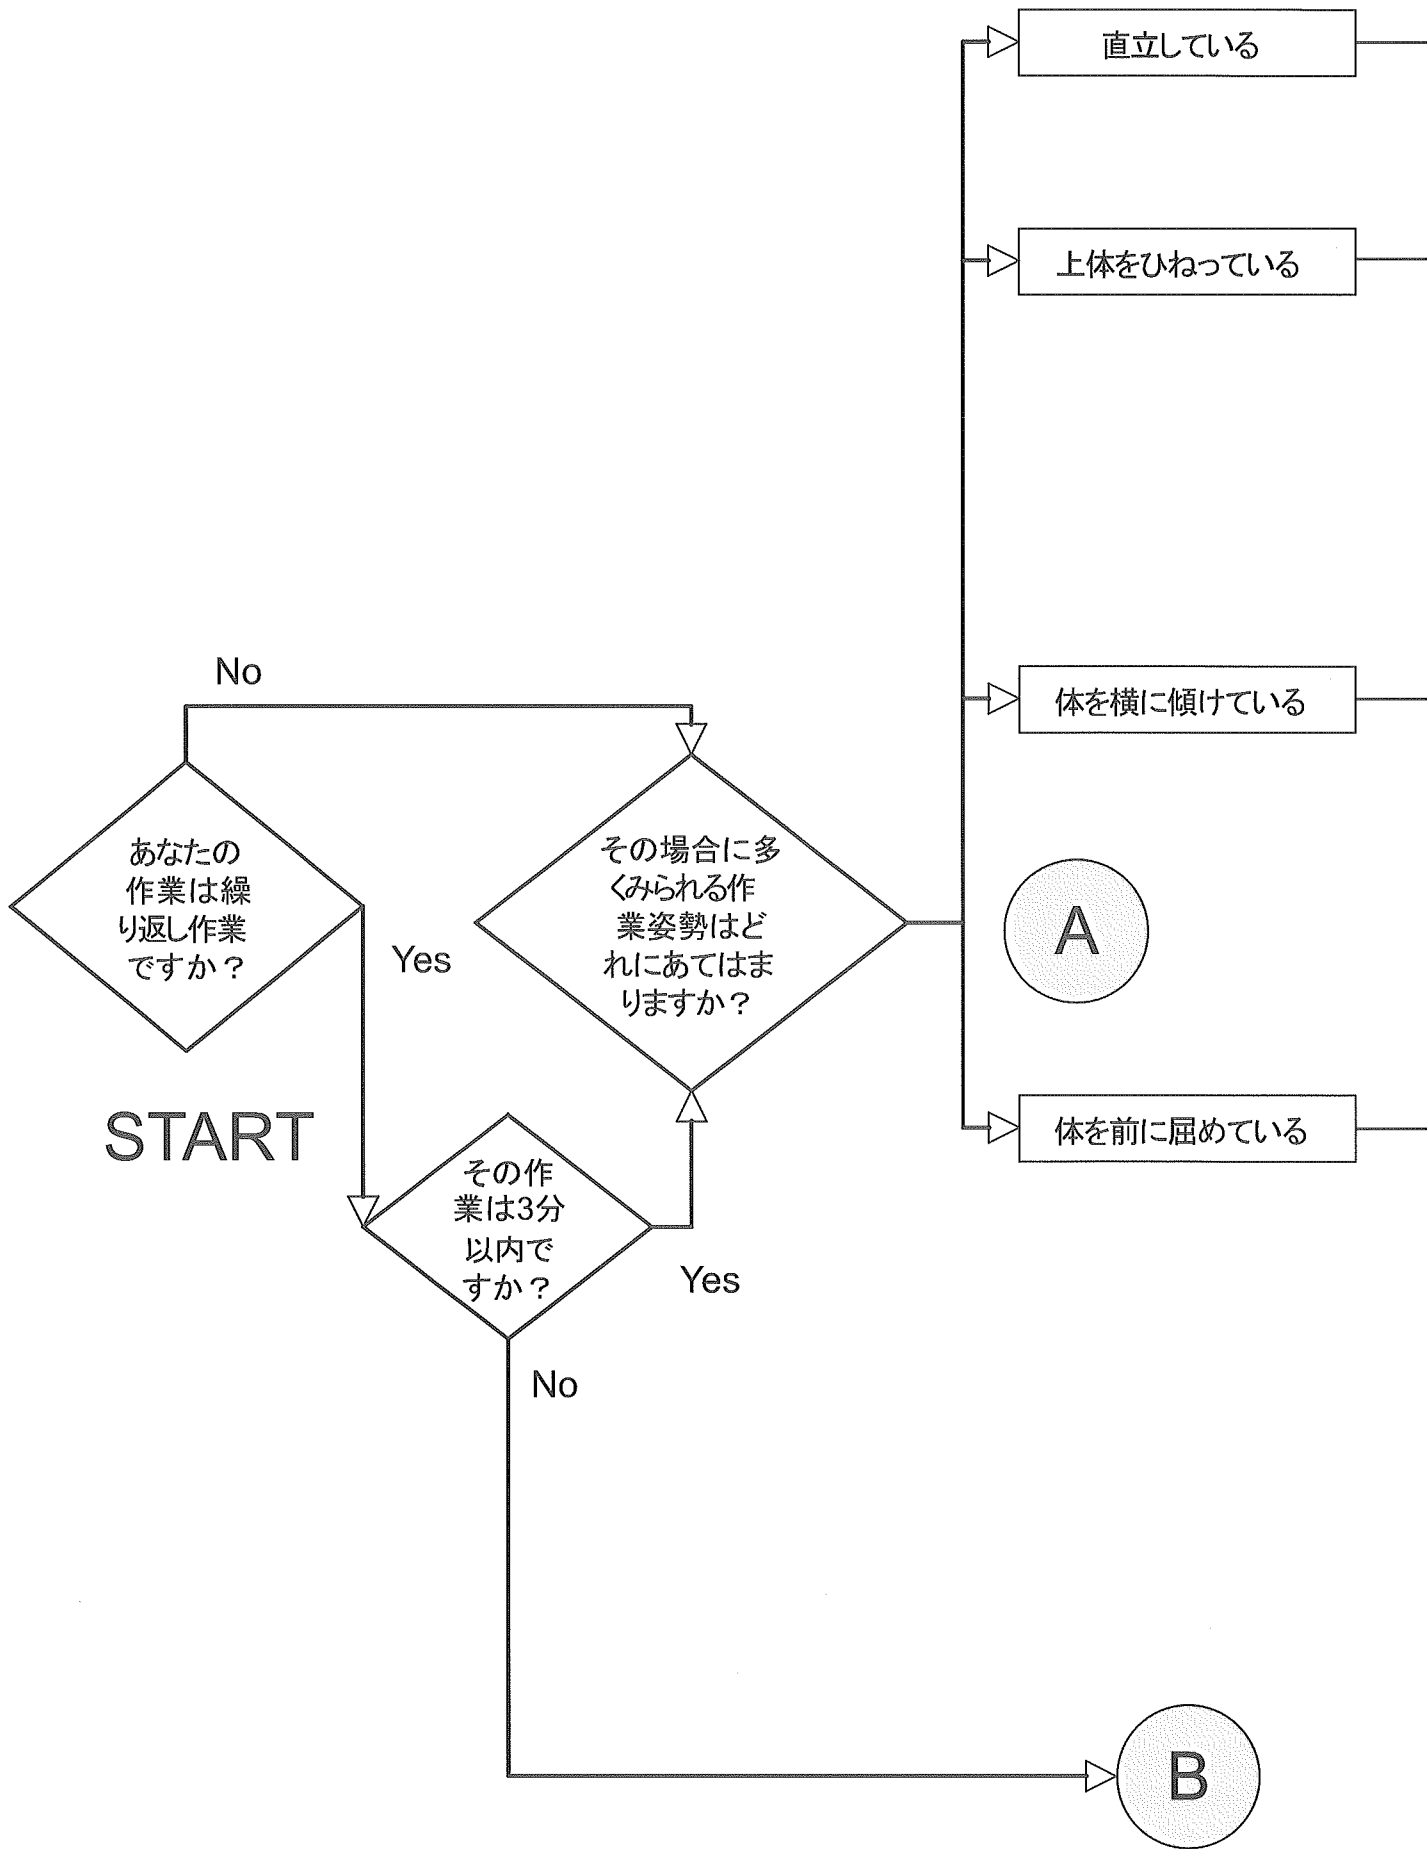 直立している
上体をひねっている
No
体を横に傾けている
あなたの
作業は繰
り返し作業
ですか？
Yes
その場合に多
くみられる作
業姿勢はど
れにあてはま
りますか？
A
START
体を前に屈めている
その作
業は3分
以内で
すか？
Yes
No
B